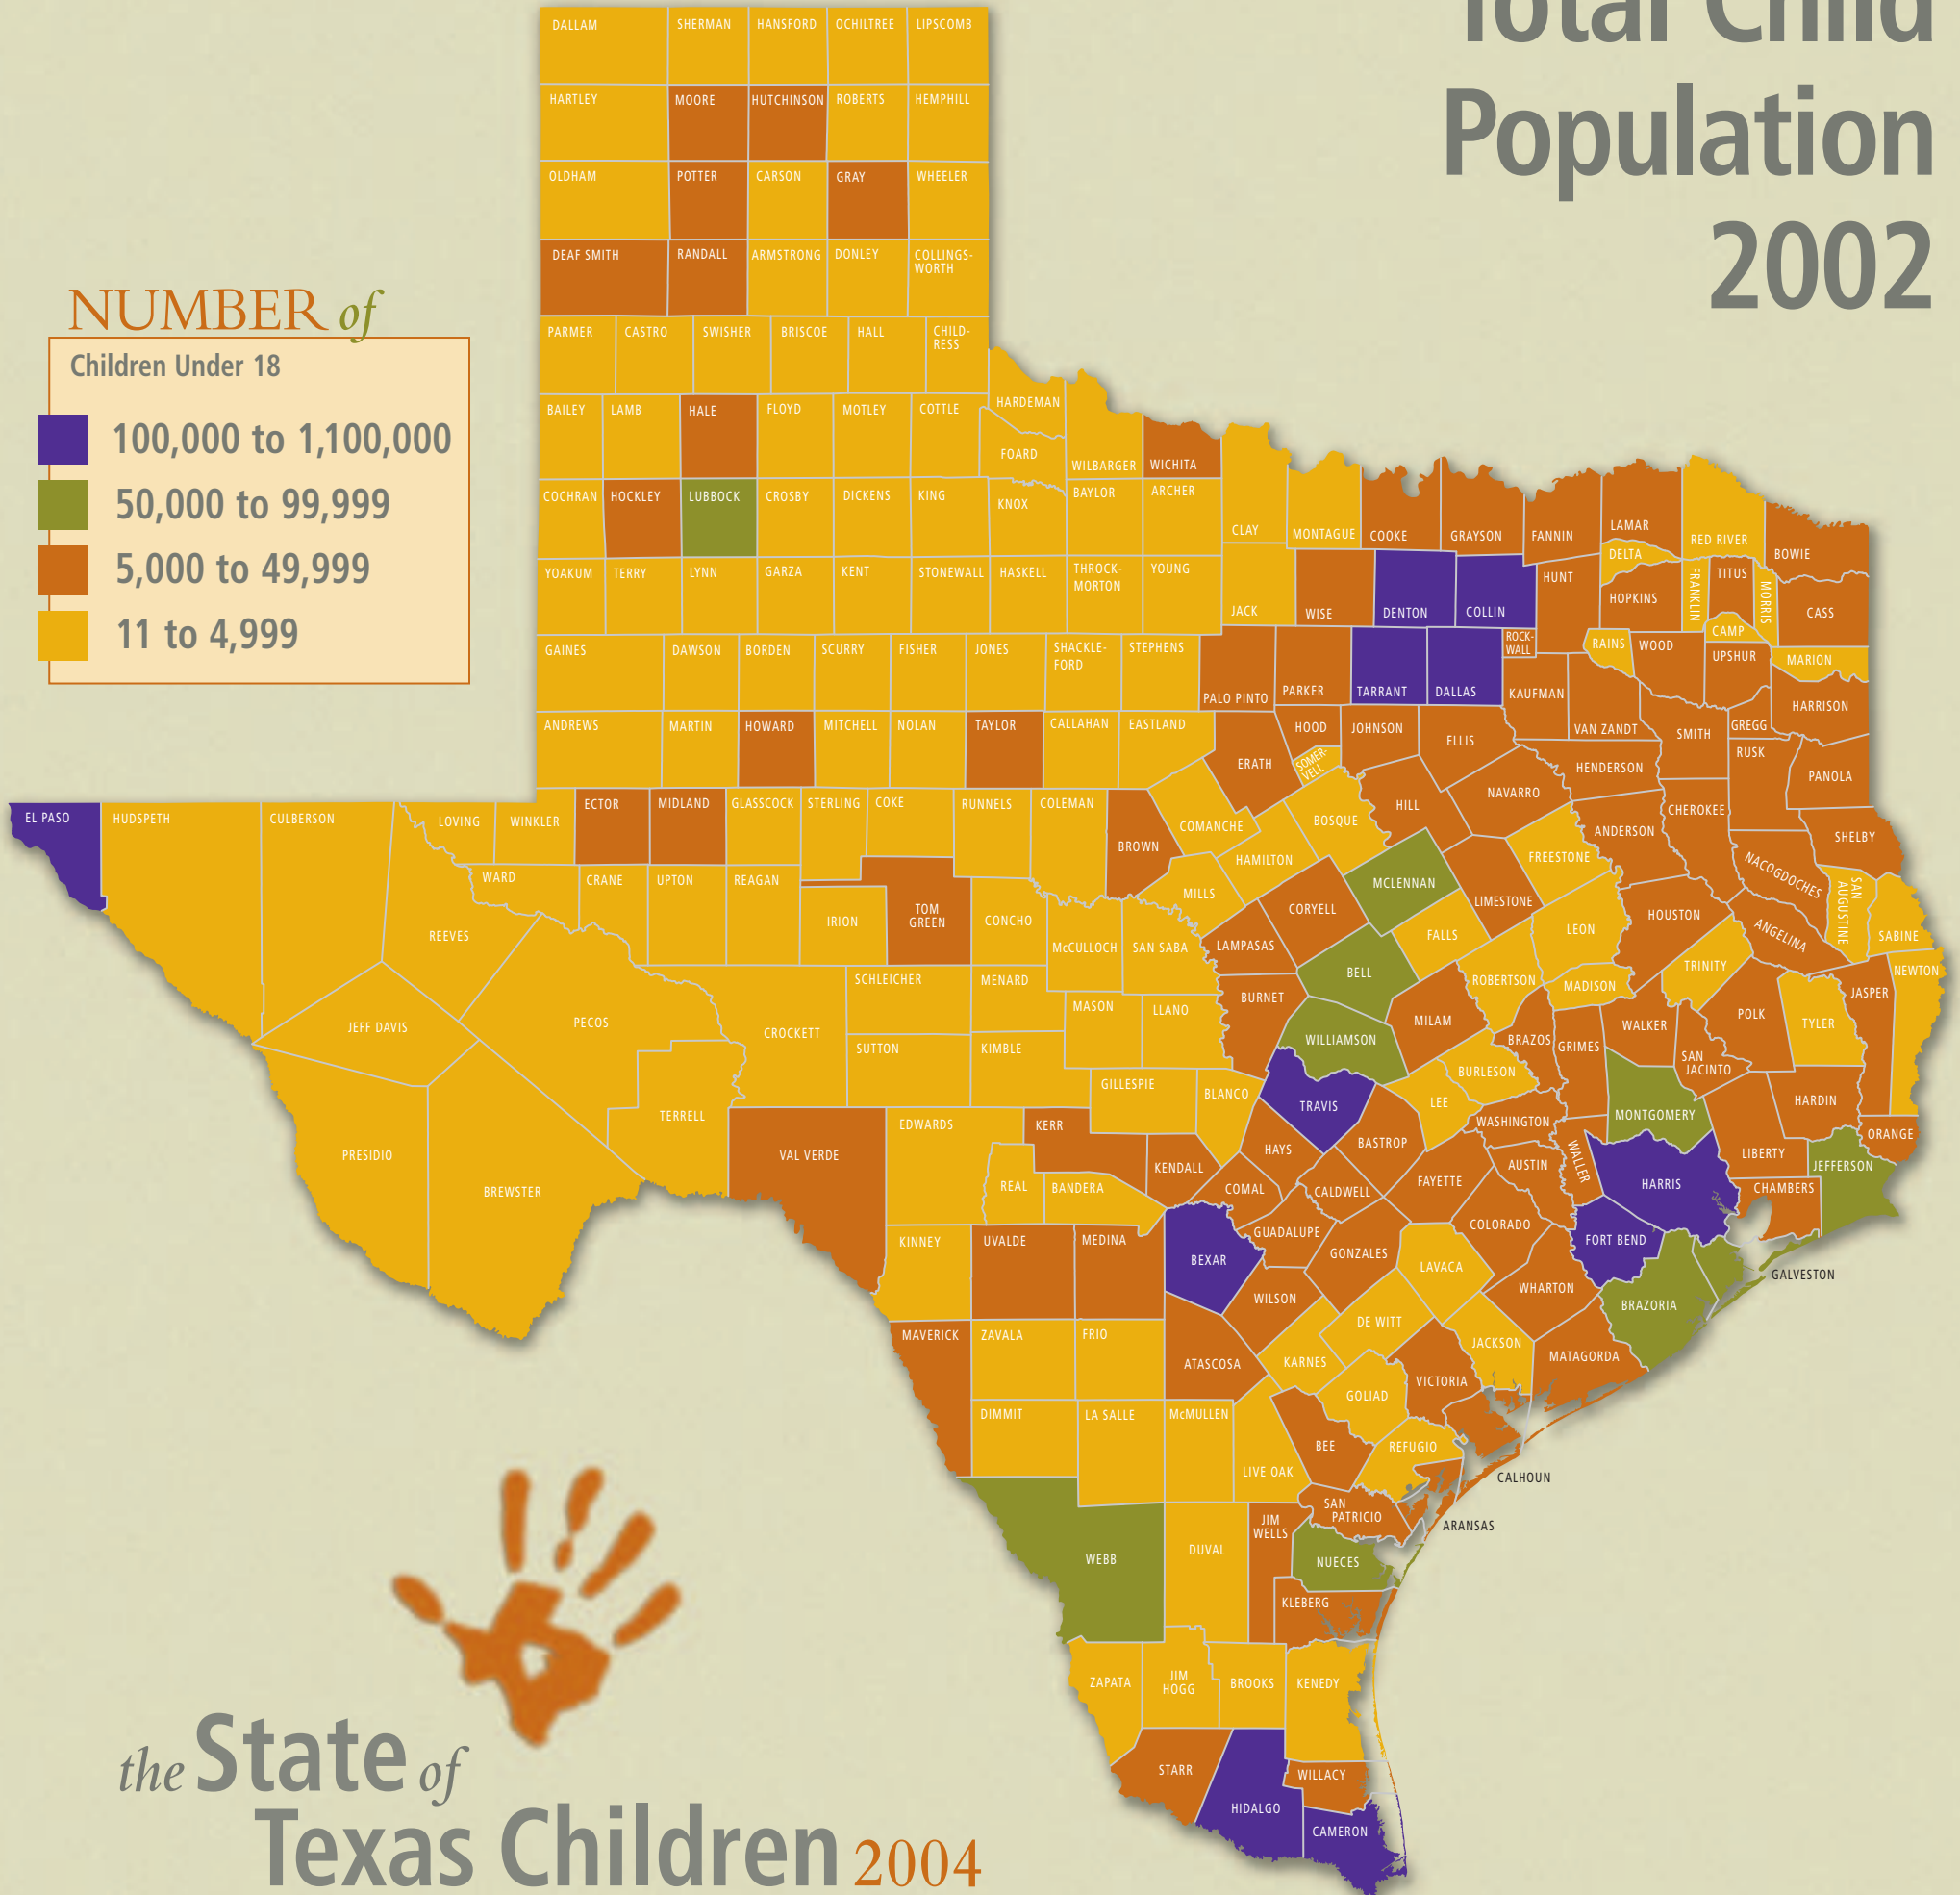 Total Child
Population
2002
NUMBER of
Children Under 18
100,000 to 1,100,000
50,000 to 99,999
5,000 to 49,999
11 to 4,999
DALLAM SHERMAN HANSFORD OCHILTREE LIPSCOMB
HARTLEY MOORE HUTCHINSON ROBERTS HEMPHILL
OLDHAM POTTER CARSON GRAY WHEELER
DEAF SMITH RANDALL ARMSTRONG DONLEY COLLINGS-
WORTH
PARMER CASTRO SWISHER BRISCOE HALL CHILD-
RESS
HARDEMAN
BAILEY LAMB HALE FLOYD MOTLEY COTTLE
FOARD
WILBARGER WICHITA
COCHRAN HOCKLEY LUBBOCK CROSBY DICKENS KING KNOX BAYLOR ARCHER
CLAY MONTAGUE COOKE GRAYSON FANNIN LAMAR RED RIVER BOWIE
DELTA
YOAKUM TERRY LYNN GARZA KENT STONEWALL HASKELL THROCK-
MORTON
YOUNG
JACK WISE DENTON COLLIN HUNT HOPKINS FRANKLIN TITUS MORRIS CASS
ROCK-
WALL
RAINS WOOD CAMP UPSHUR MARION
GAINES DAWSON BORDEN SCURRY FISHER JONES SHACKLE-
FORD
STEPHENS
PALO PINTO PARKER TARRANT DALLAS KAUFMAN VAN ZANDT SMITH GREGG HARRISON
ANDREWS MARTIN HOWARD MITCHELL NOLAN TAYLOR CALLAHAN EASTLAND
ERATH HOOD SOMER-
VELL
JOHNSON ELLIS HENDERSON RUSK PANOLA
EL PASO HUDSPETH CULBERSON LOVING WINKLER ECTOR MIDLAND GLASSCOCK STERLING COKE RUNNELS COLEMAN
BROWN COMANCHE BOSQUE HILL NAVARRO ANDERSON CHEROKEE SHELBY
HAMILTON FREESTONE NACOGDOCHES
SAN
AUGUSTINE
WARD CRANE UPTON REAGAN IRION TOM
GREEN
CONCHO MILLS CORYELL MCLENNAN LIMESTONE HOUSTON ANGELINA SABINE
REEVES McCULLOCH SAN SABA LAMPASAS FALLS LEON TRINITY NEWTON
BELL ROBERTSON MADISON JASPER
SCHLEICHER MENARD BURNET
JEFF DAVIS PECOS CROCKETT MASON LLANO MILAM WALKER POLK TYLER
SUTTON KIMBLE WILLIAMSON BRAZOS GRIMES SAN
JACINTO
GILLESPIE BLANCO TRAVIS BURLESON LEE
TERRELL EDWARDS KERR WASHINGTON MONTGOMERY HARDIN
PRESIDIO BREWSTER VAL VERDE REAL BANDERA KENDALL HAYS BASTROP AUSTIN WALLER LIBERTY ORANGE
JEFFERSON
COMAL CALDWELL FAYETTE HARRIS CHAMBERS
KINNEY UVALDE MEDINA BEXAR GUADALUPE GONZALES COLORADO FORT BEND
LAVACA GALVESTON
WILSON WHARTON BRAZORIA
MAVERICK ZAVALA FRIO ATASCOSA KARNES DE WITT JACKSON MATAGORDA
GOLIAD VICTORIA
DIMMIT LA SALLE McMULLEN LIVE OAK BEE REFUGIO
CALHOUN
SAN
PATRICIO
ARANSAS
WEBB DUVAL JIM
WELLS
NUECES
KLEBERG
ZAPATA JIM
HOGG
BROOKS KENEDY
STARR HIDALGO WILLACY
CAMERON
the State of
Texas Children 2004